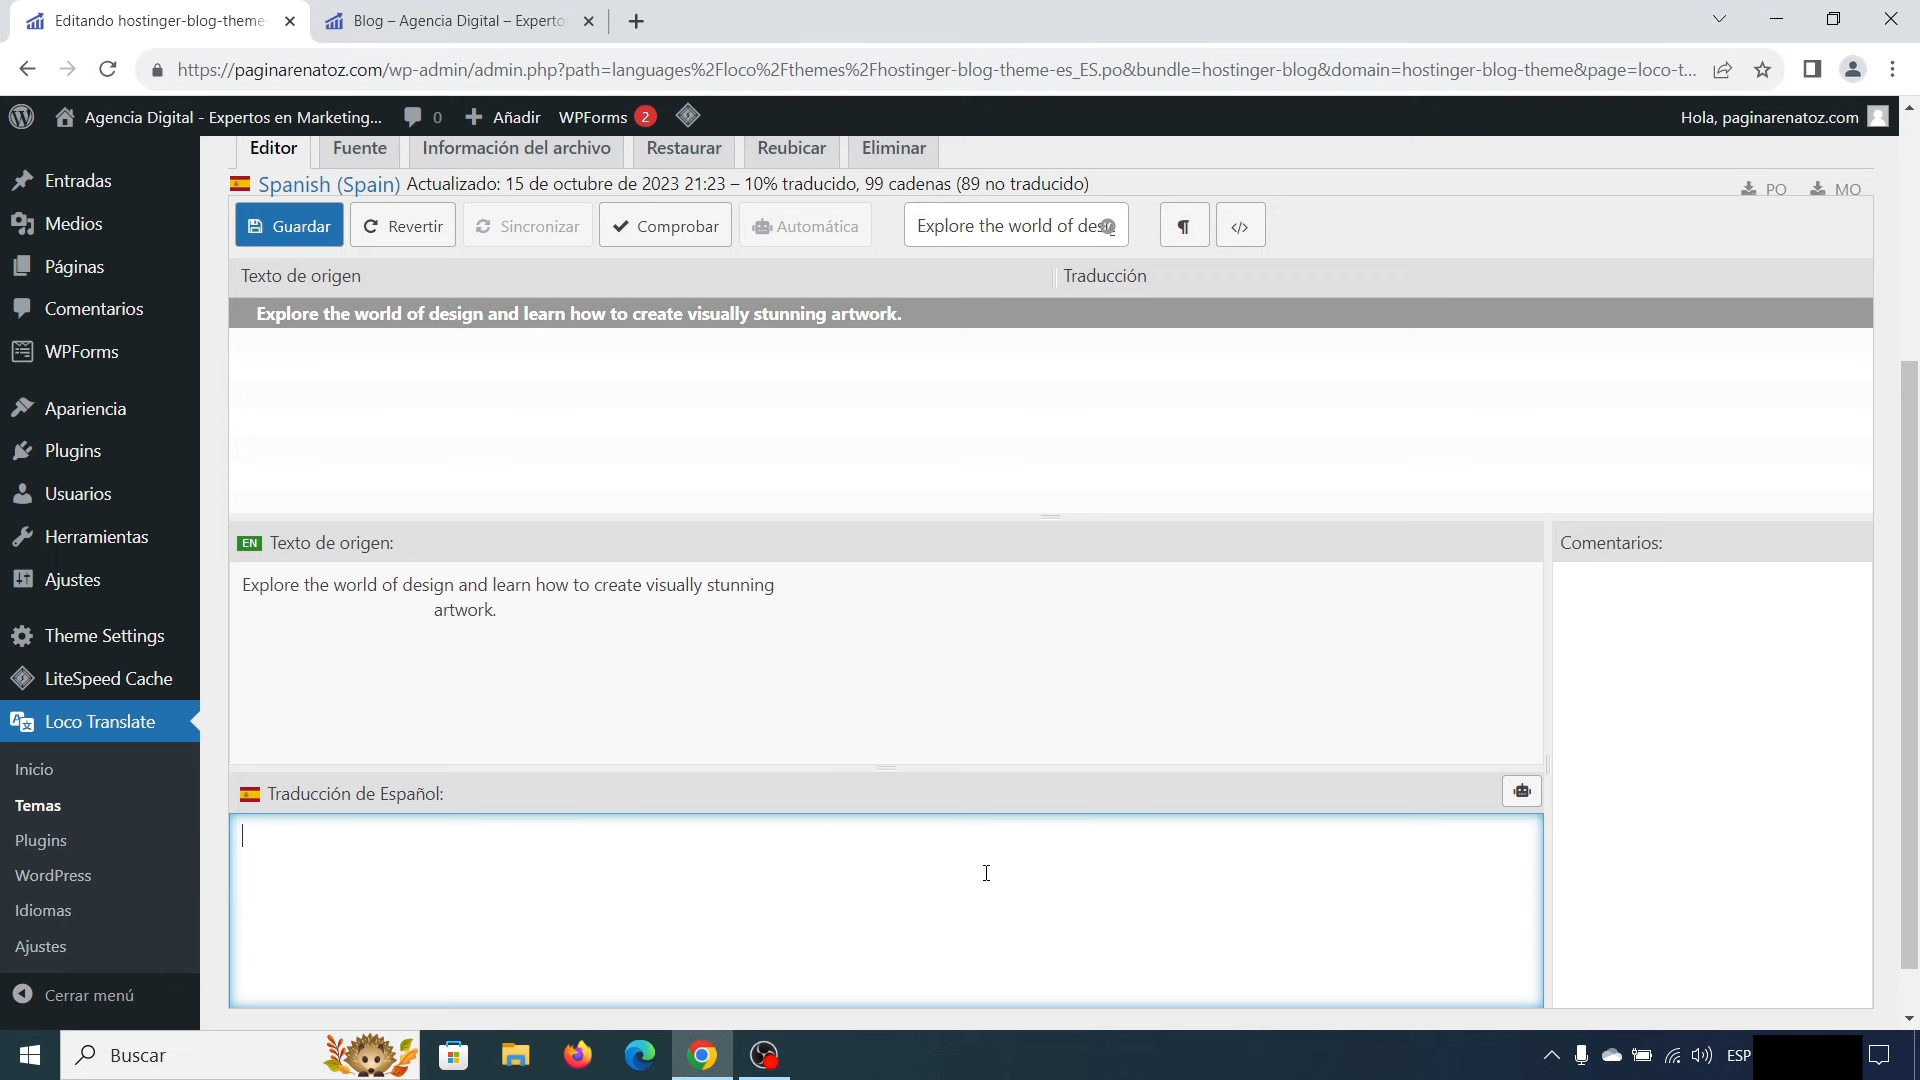 Editando hostinger-blog-theme
Blog – Agencia Digital – Experto
https://paginarenatoz.com/wp-admin/admin.php?path=languages%2Floco%2Fthemes%2Fhostinger-blog-theme-es_ES.po&bundle=hostinger-blog&domain=hostinger-blog-theme&page=loco-t...
Agencia Digital - Expertos en Marketing...
0
Añadir
WPForms 2
Hola, paginarenatoz.com
Entradas
Medios
Páginas
Comentarios
WPForms
Apariencia
Plugins
Usuarios
Herramientas
Ajustes
Theme Settings
LiteSpeed Cache
Loco Translate
Inicio
Temas
Plugins
WordPress
Idiomas
Ajustes
Cerrar menú
Editor
Fuente
Información del archivo
Restaurar
Reubicar
Eliminar
Spanish (Spain) Actualizado: 15 de octubre de 2023 21:23 – 10% traducido, 99 cadenas (89 no traducido)
PO
MO
Guardar
Revertir
Sincronizar
Comprobar
Automática
Explore the world of desig
¶
</>
Texto de origen
Traducción
Explore the world of design and learn how to create visually stunning artwork.
EN Texto de origen:
Explore the world of design and learn how to create visually stunning
artwork.
Comentarios:
Traducción de Español:
Buscar
ESP